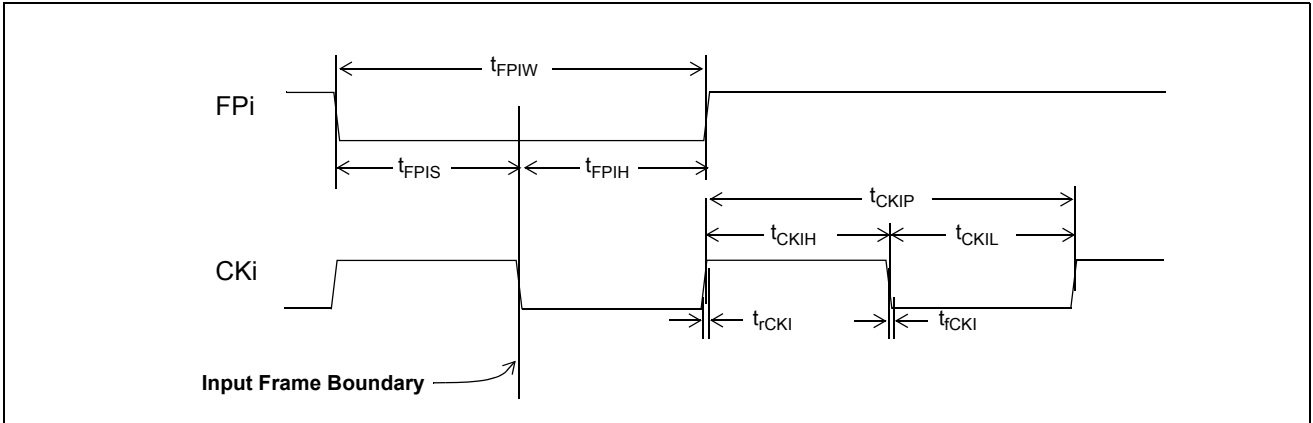 tFPIW
FPi
tFPIS
tFPIH
tCKIP
tCKIH
tCKIL
CKi
trCKI
tfCKI
Input Frame Boundary